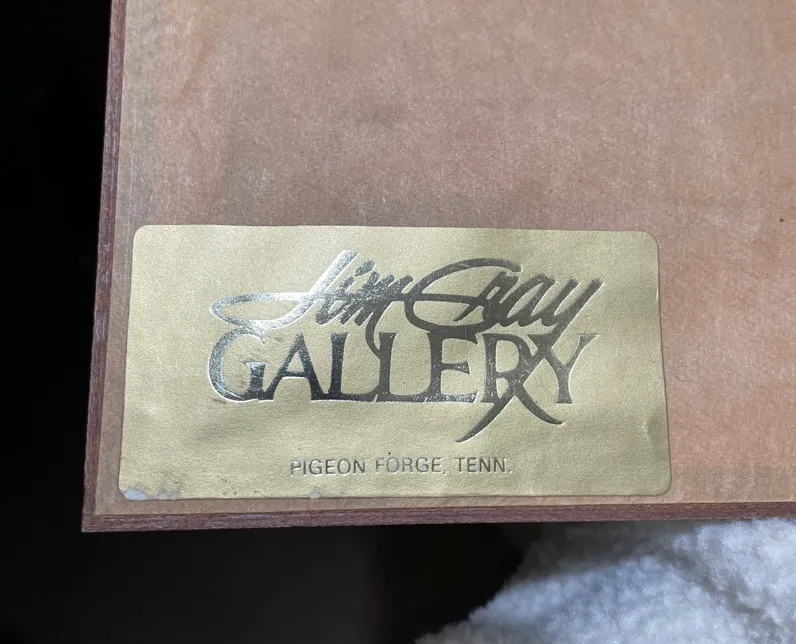 Jim Gray
GALLERY
PIGEON FORGE, TENN.